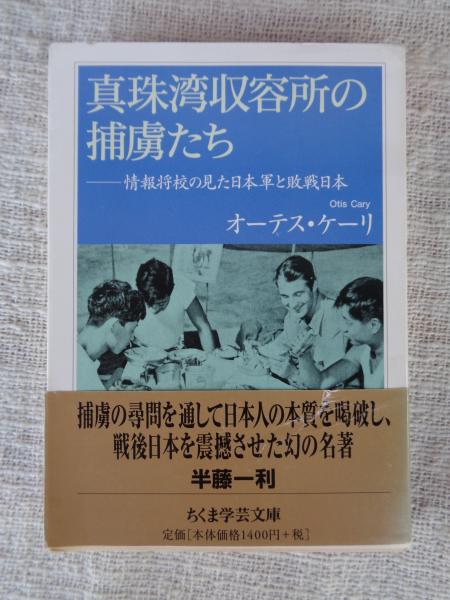 真珠湾収容所の
捕虜たち
――情報将校の見た日本軍と敗戦日本
Otis Cary
オーテス・ケーリ
捕虜の尋問を通して日本人の本質を喝破し、
戦後日本を震撼させた幻の名著
半藤一利
ちくま学芸文庫
定価[本体価格1400円+税]